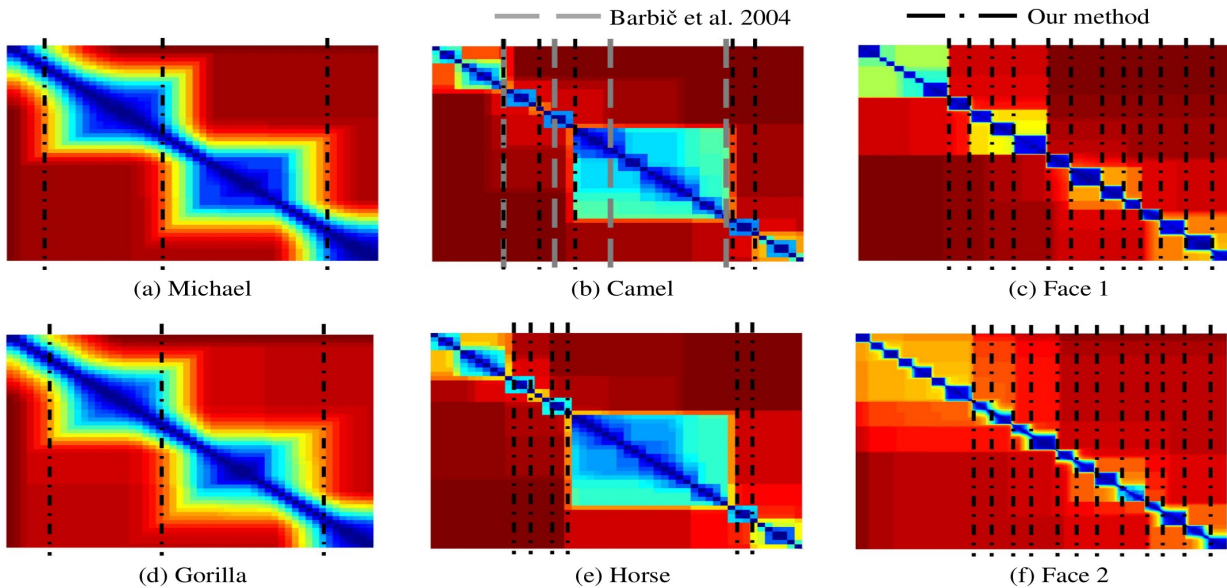 Barbič et al. 2004
Our method
(a) Michael
(b) Camel
(c) Face 1
(d) Gorilla
(e) Horse
(f) Face 2